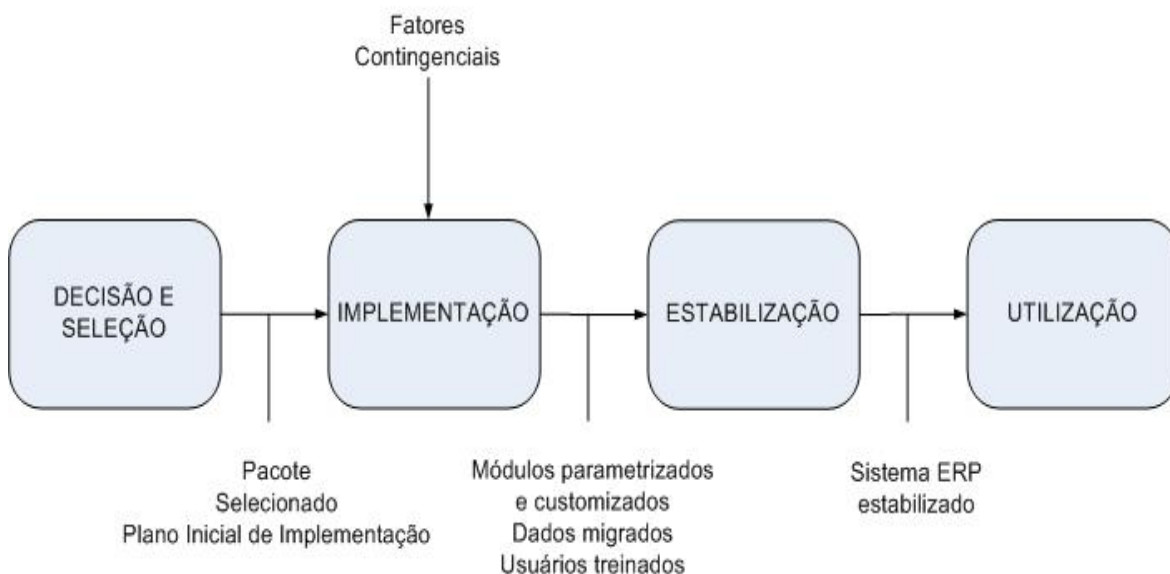 Fatores
Contingenciais
DECISÃO E
SELEÇÃO
IMPLEMENTAÇÃO
ESTABILIZAÇÃO
UTILIZAÇÃO
Pacote
Selecionado
Plano Inicial de Implementação
Módulos parametrizados
e customizados
Dados migrados
Usuários treinados
Sistema ERP
estabilizado